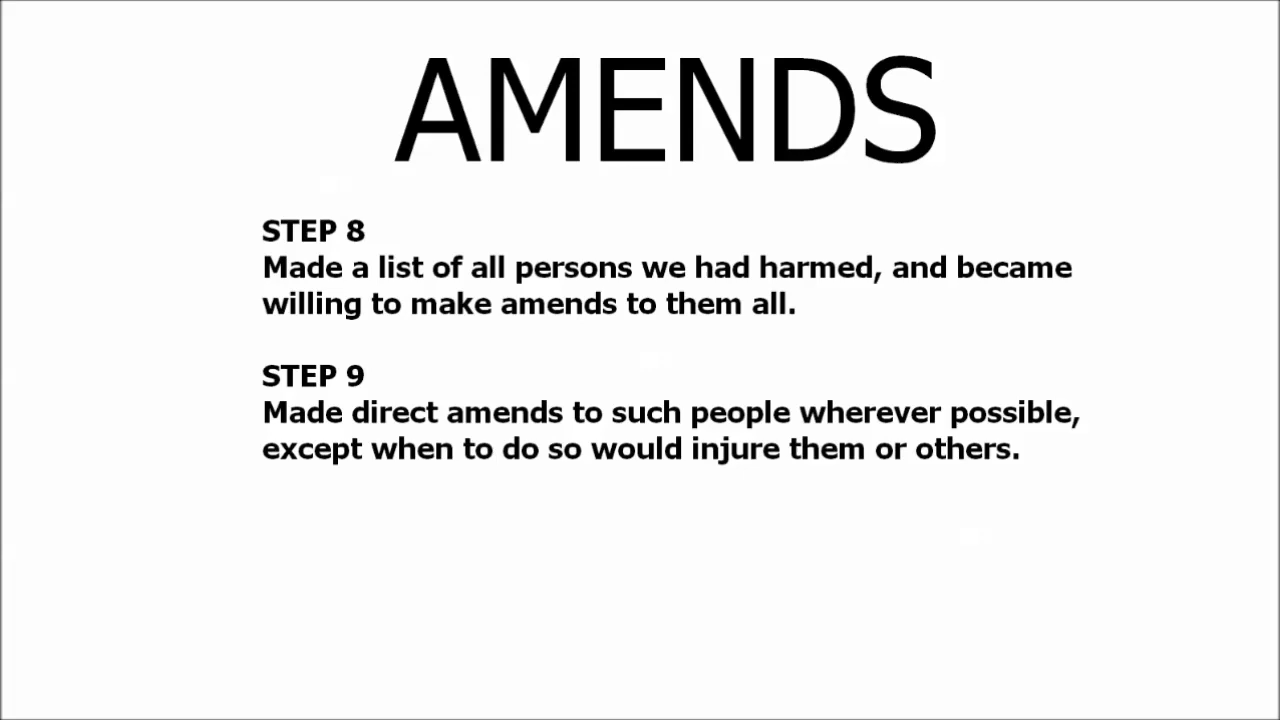 AMENDS
STEP 8
Made a list of all persons we had harmed, and became
willing to make amends to them all.
STEP 9
Made direct amends to such people wherever possible,
except when to do so would injure them or others.